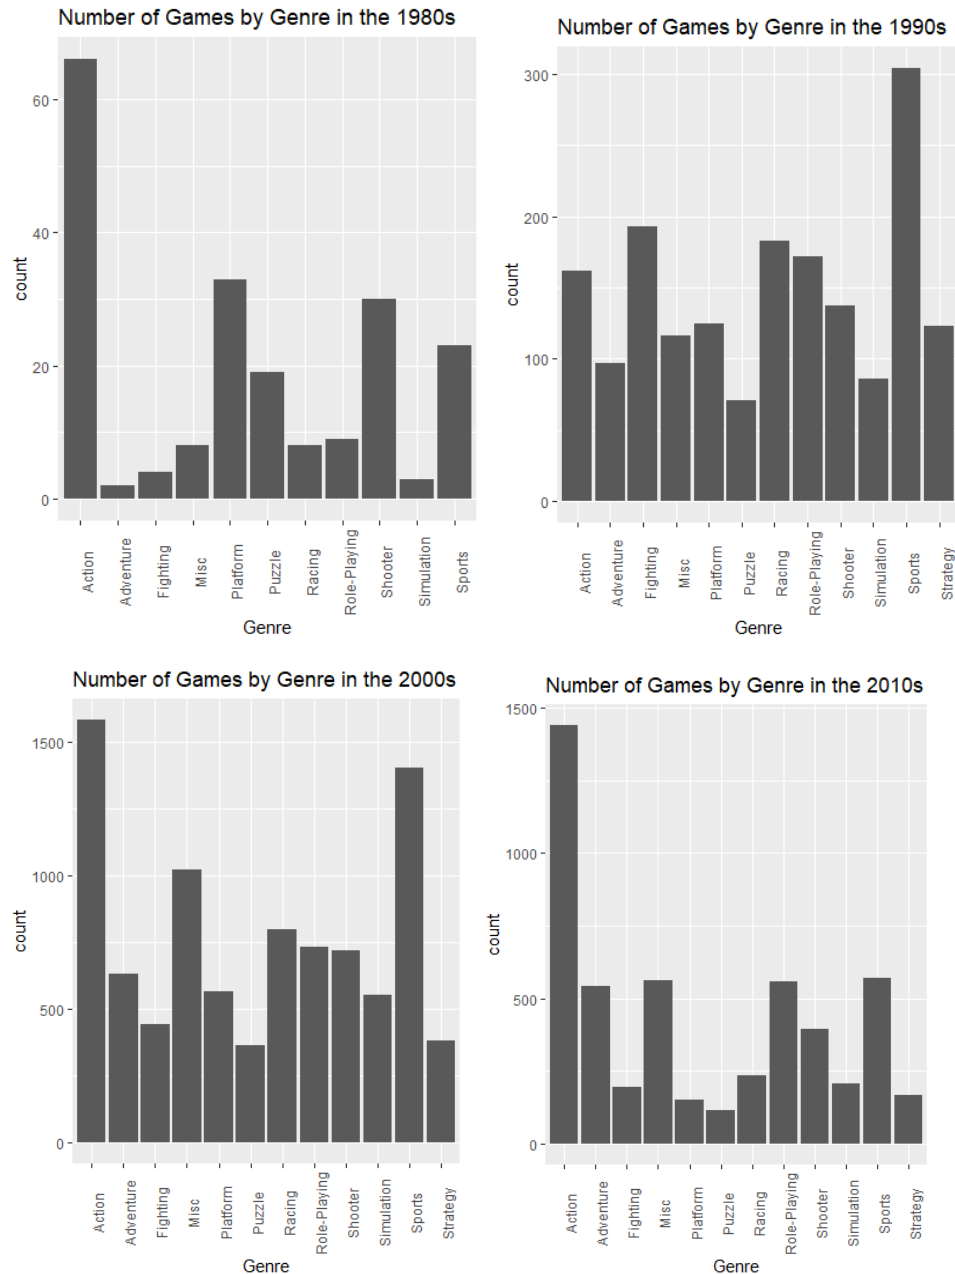 Number of Games by Genre in the 1980s
60
40
20
0
count
Action
Adventure
Fighting
Misc
Platform
Puzzle
Racing
Role-Playing
Shooter
Simulation
Sports
Genre
Number of Games by Genre in the 1990s
300
200
100
0
count
Action
Adventure
Fighting
Misc
Platform
Puzzle
Racing
Role-Playing
Shooter
Simulation
Sports
Strategy
Genre
Number of Games by Genre in the 2000s
1500
1000
500
0
count
Action
Adventure
Fighting
Misc
Platform
Puzzle
Racing
Role-Playing
Shooter
Simulation
Sports
Strategy
Genre
Number of Games by Genre in the 2010s
1500
1000
500
0
count
Action
Adventure
Fighting
Misc
Platform
Puzzle
Racing
Role-Playing
Shooter
Simulation
Sports
Strategy
Genre